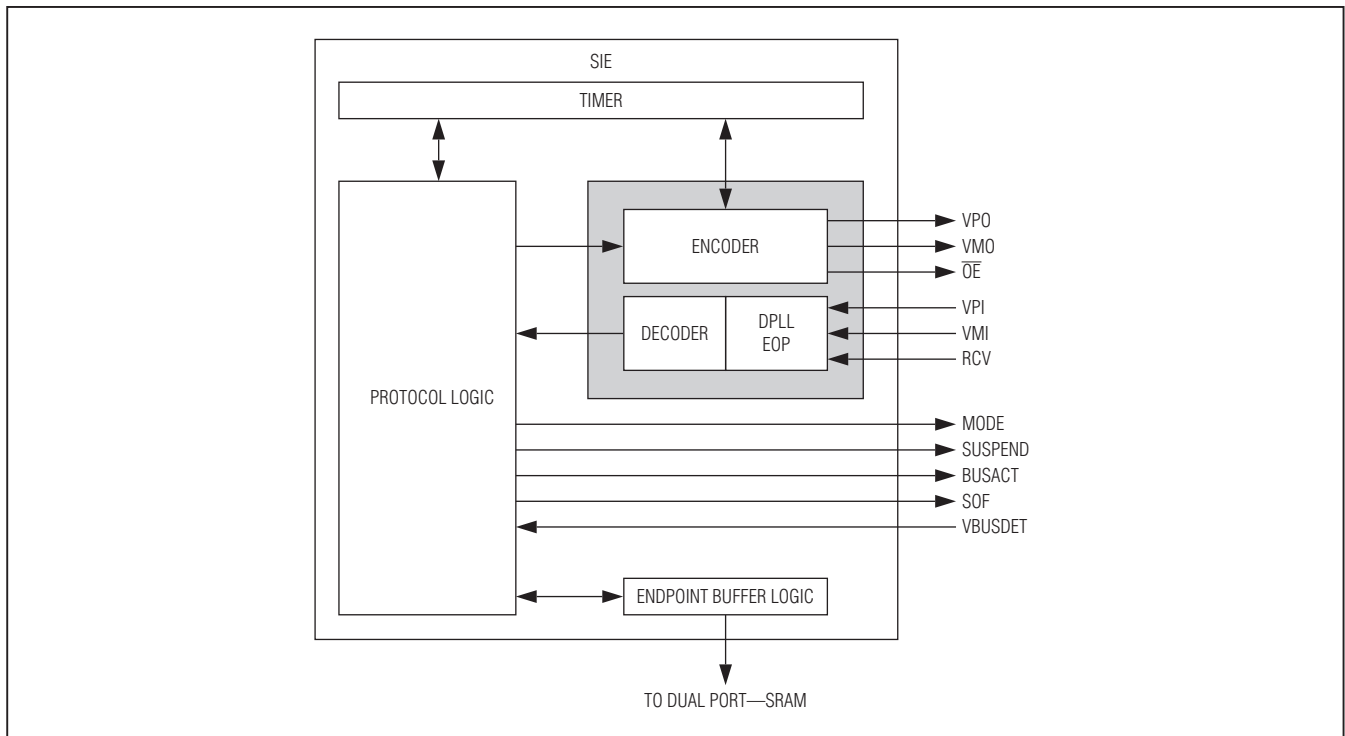 SIE
TIMER
ENCODER
VPO
VMO
O̅E̅
VPI
VMI
RCV
DECODER
DPLL
EOP
PROTOCOL LOGIC
MODE
SUSPEND
BUSACT
SOF
VBUSDET
ENDPOINT BUFFER LOGIC
TO DUAL PORT—SRAM